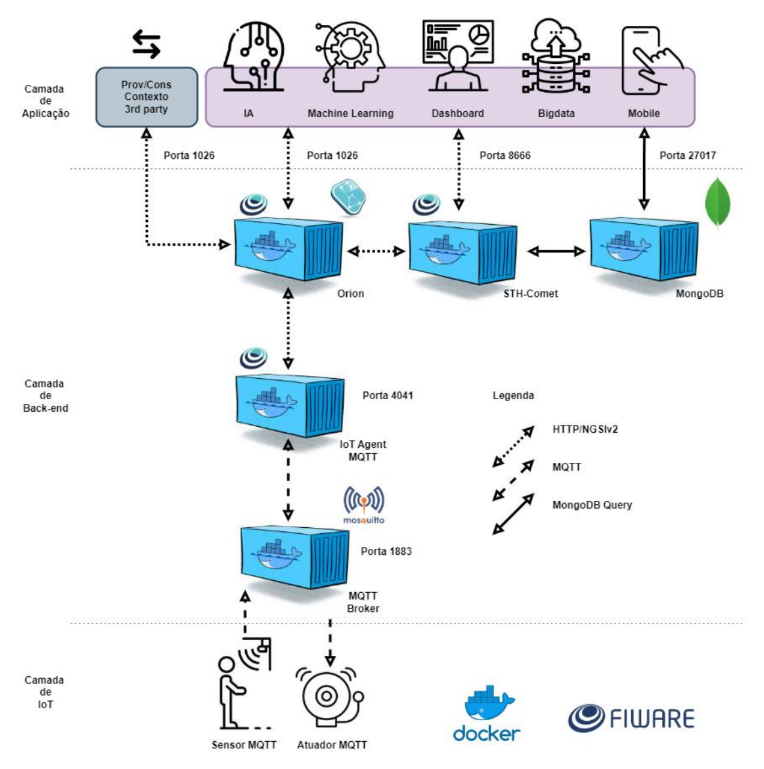 Camada
de
Aplicação
Prov/Cons
Contexto
3rd party
IA
Machine Learning
Dashboard
Bigdata
Mobile
Porta 1026
Porta 1026
Porta 8666
Porta 27017
Orion
STH-Comet
MongoDB
Camada
de
Back-end
Porta 4041
IoT Agent
MQTT
Legenda
HTTP/NGSIv2
MQTT
MongoDB Query
mosquitto
Porta 1883
MQTT
Broker
Camada
de
IoT
Sensor MQTT
Atuador MQTT
docker
FIWARE